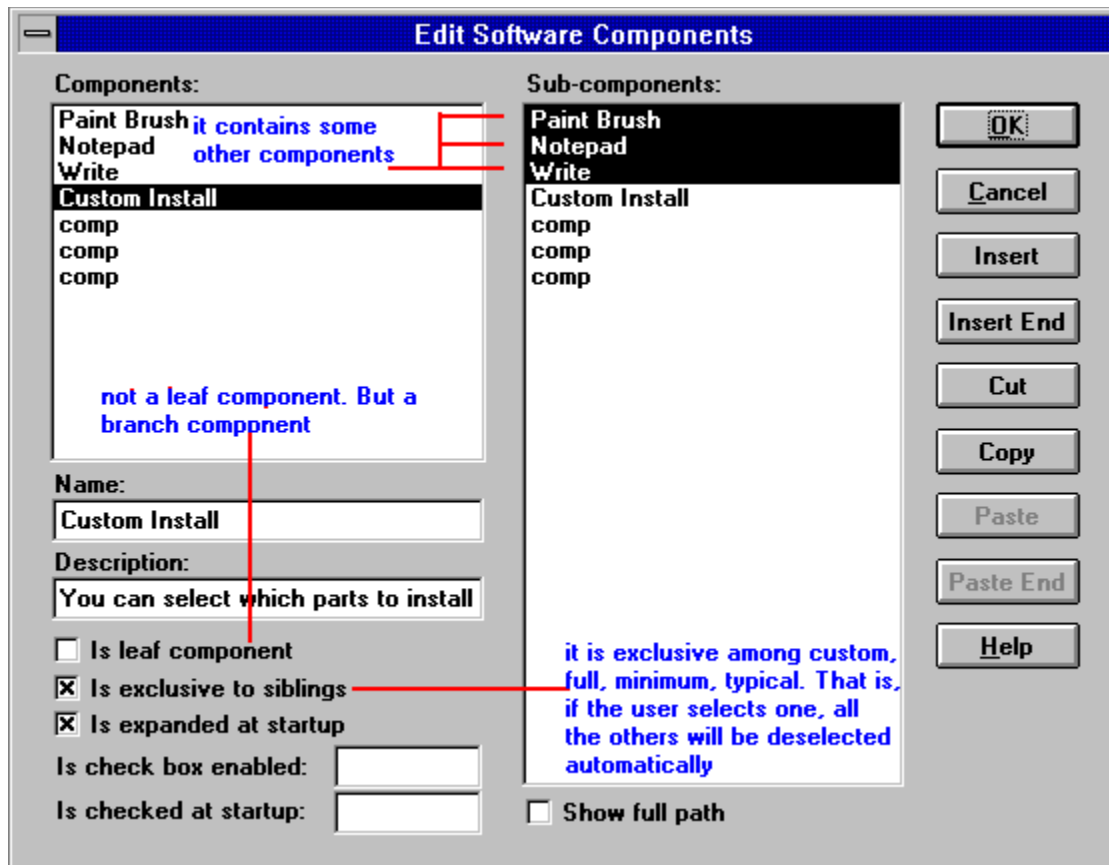 Edit Software Components
Components:
Paint Brush
Notepad
Write
Custom Install
comp
comp
comp
it contains some
other components
not a leaf component. But a
branch component
Name:
Custom Install
Description:
You can select which parts to install
Is leaf component
Is exclusive to siblings
Is expanded at startup
Is check box enabled:
Is checked at startup:
Sub-components:
Paint Brush
Notepad
Write
Custom Install
comp
comp
comp
it is exclusive among custom,
full, minimum, typical. That is,
if the user selects one, all
the others will be deselected
automatically
Show full path
OK
Cancel
Insert
Insert End
Cut
Copy
Paste
Paste End
Help